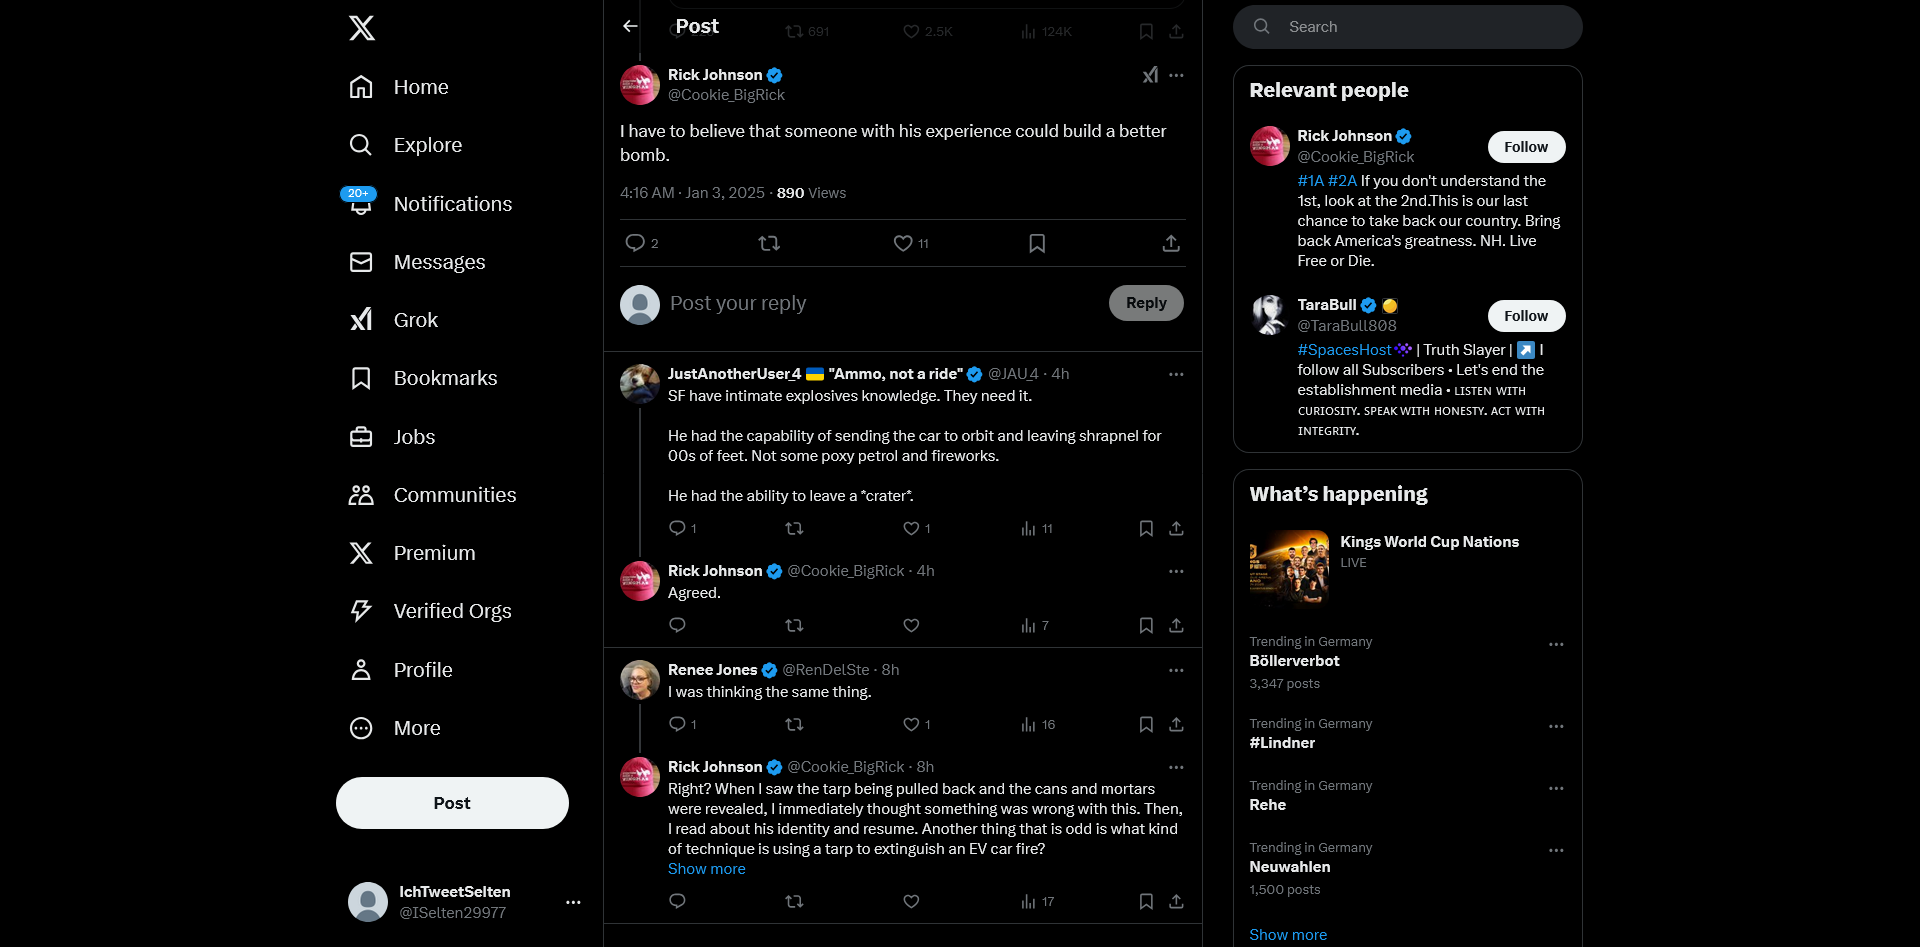 Home
Explore
20+
Notifications
Messages
Grok
Bookmarks
Jobs
Communities
Premium
Verified Orgs
Profile
More
Post
IchTweetSelten
@ISelten29977
Post
691
2.5K
124K
Rick Johnson
@Cookie_BigRick
I have to believe that someone with his experience could build a better
bomb.
4:16 AM · Jan 3, 2025 · 890 Views
2
11
Post your reply
Reply
JustAnotherUser_4 🇺🇦 "Ammo, not a ride" @JAU_4 · 4h
SF have intimate explosives knowledge. They need it.
He had the capability of sending the car to orbit and leaving shrapnel for
00s of feet. Not some poxy petrol and fireworks.
He had the ability to leave a *crater*.
1
1
11
Rick Johnson @Cookie_BigRick · 4h
Agreed.
7
Renee Jones @RenDelSte · 8h
I was thinking the same thing.
1
1
16
Rick Johnson @Cookie_BigRick · 8h
Right? When I saw the tarp being pulled back and the cans and mortars
were revealed, I immediately thought something was wrong with this. Then,
I read about his identity and resume. Another thing that is odd is what kind
of technique is using a tarp to extinguish an EV car fire?
Show more
17
Search
Relevant people
Rick Johnson
@Cookie_BigRick
Follow
#1A #2A If you don't understand the
1st, look at the 2nd.This is our last
chance to take back our country. Bring
back America's greatness. NH. Live
Free or Die.
TaraBull
@TaraBull808
Follow
#SpacesHost | Truth Slayer | ↗️ I
follow all Subscribers • Let's end the
establishment media • ʟɪsᴛᴇɴ ᴡɪᴛʜ
ᴄᴜʀɪᴏsɪᴛʏ. sᴘᴇᴀᴋ ᴡɪᴛʜ ʜᴏɴᴇsᴛʏ. ᴀᴄᴛ ᴡɪᴛʜ
ɪɴᴛᴇɢʀɪᴛʏ.
What's happening
Kings World Cup Nations
LIVE
Trending in Germany
Böllerverbot
3,347 posts
Trending in Germany
#Lindner
Trending in Germany
Rehe
Trending in Germany
Neuwahlen
1,500 posts
Show more